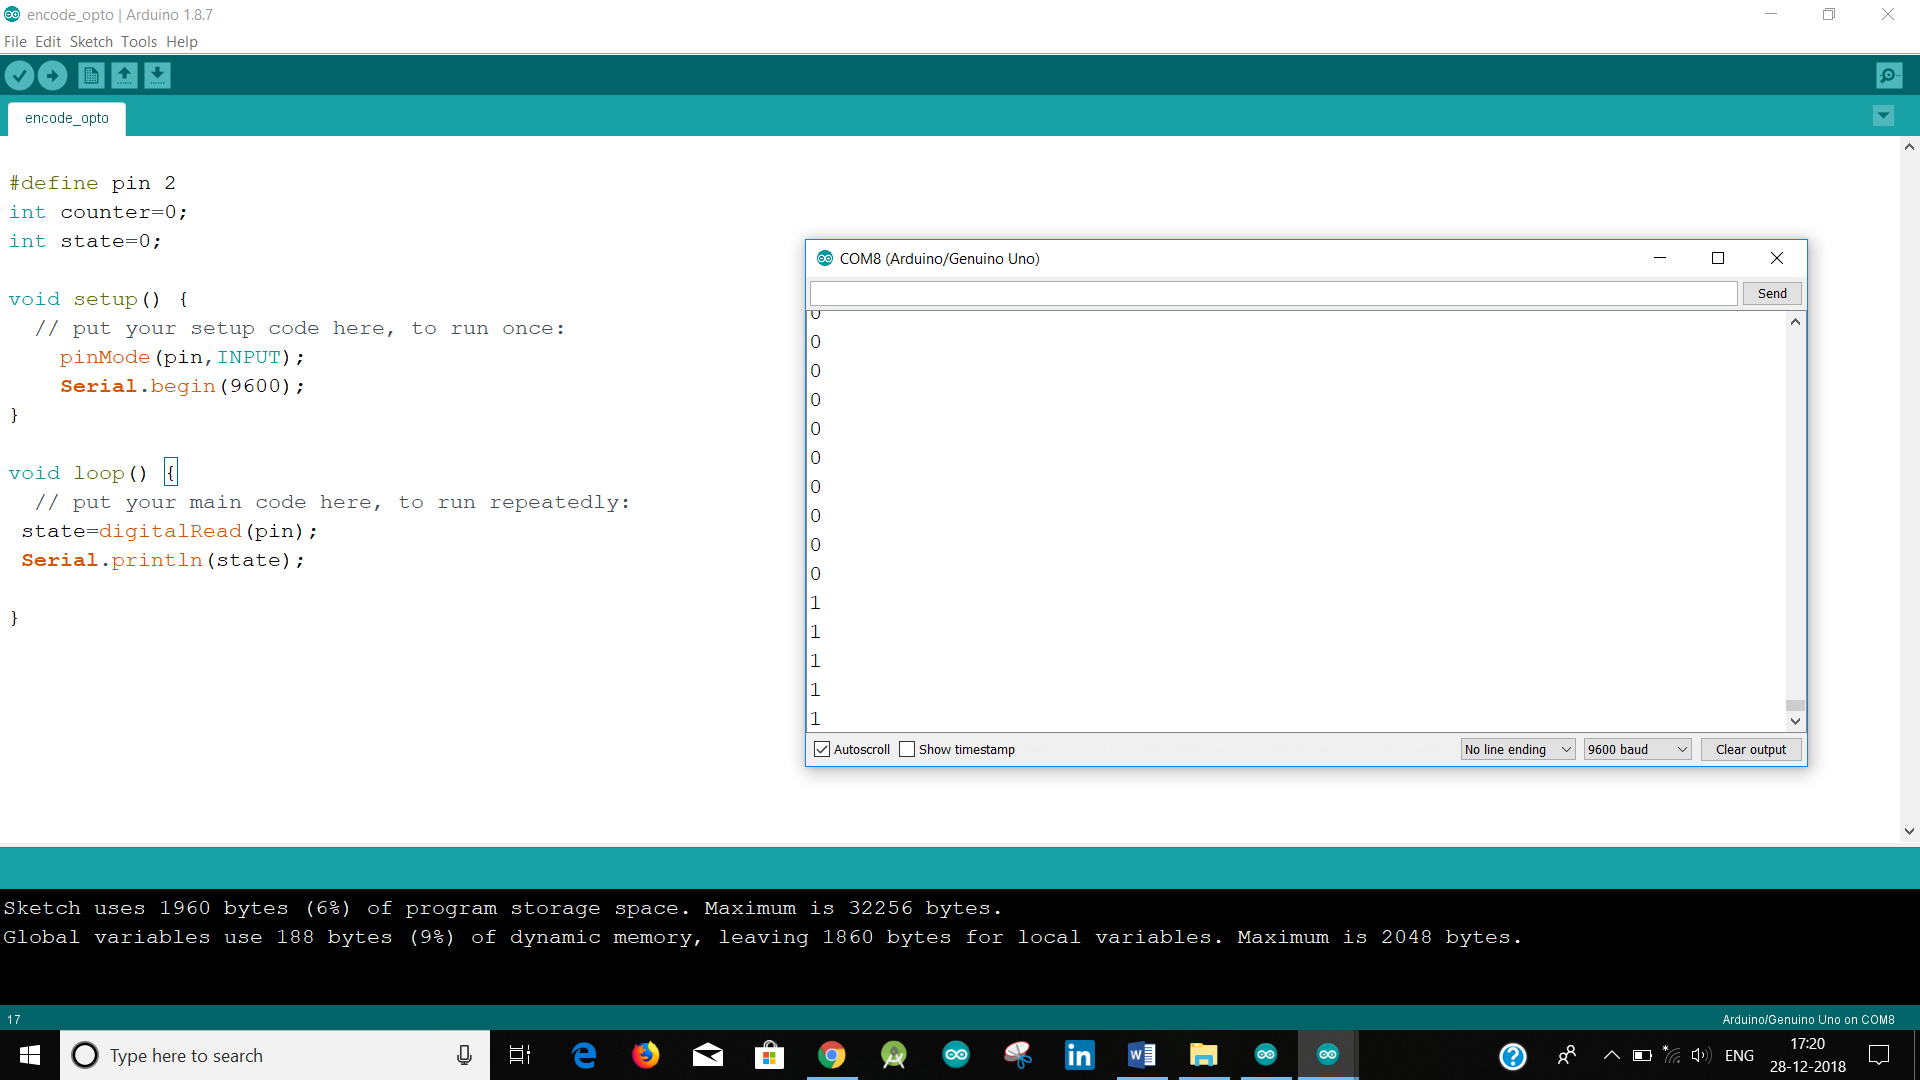 encode_opto | Arduino 1.8.7
File Edit Sketch Tools Help
encode_opto
#define pin 2
int counter=0;
int state=0;
void setup() {
// put your setup code here, to run once:
pinMode(pin,INPUT);
Serial.begin(9600);
}
void loop() {
// put your main code here, to run repeatedly:
state=digitalRead(pin);
Serial.println(state);
}
COM8 (Arduino/Genuino Uno)
Send
0
0
0
0
0
0
0
0
0
0
1
1
1
1
1
Autoscroll Show timestamp No line ending 9600 baud Clear output
Sketch uses 1960 bytes (6%) of program storage space. Maximum is 32256 bytes.
Global variables use 188 bytes (9%) of dynamic memory, leaving 1860 bytes for local variables. Maximum is 2048 bytes.
17 Arduino/Genuino Uno on COM8
Type here to search
ENG
17:20
28-12-2018